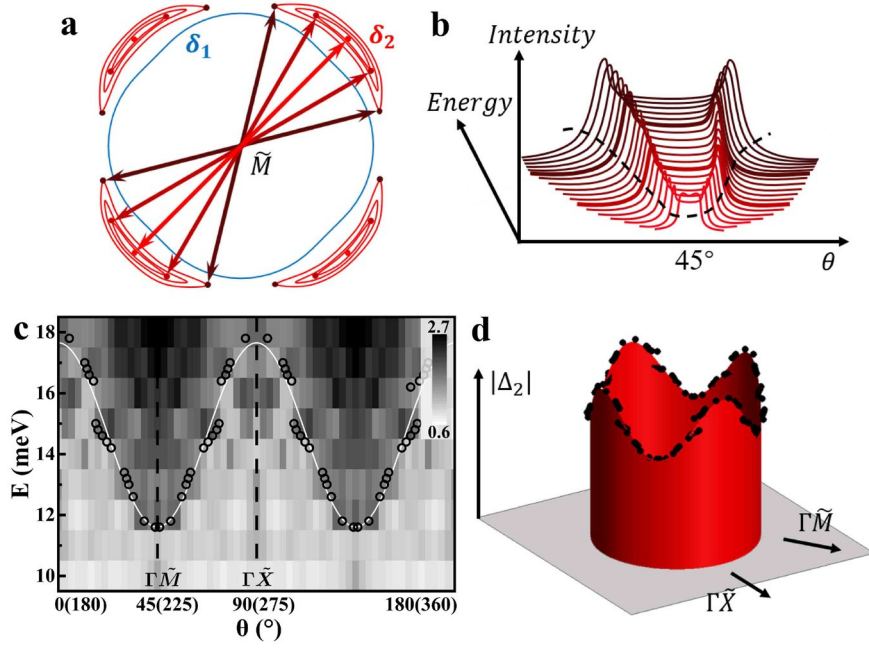 a
δ₁
δ₂
M̃
b
Intensity
Energy
45°
θ
c
18
16
14
12
10
E (meV)
2.7
0.6
ΓM̃
ΓX̃
0(180)
45(225)
90(275)
180(360)
θ (°)
d
|Δ₂|
ΓM̃
ΓX̃